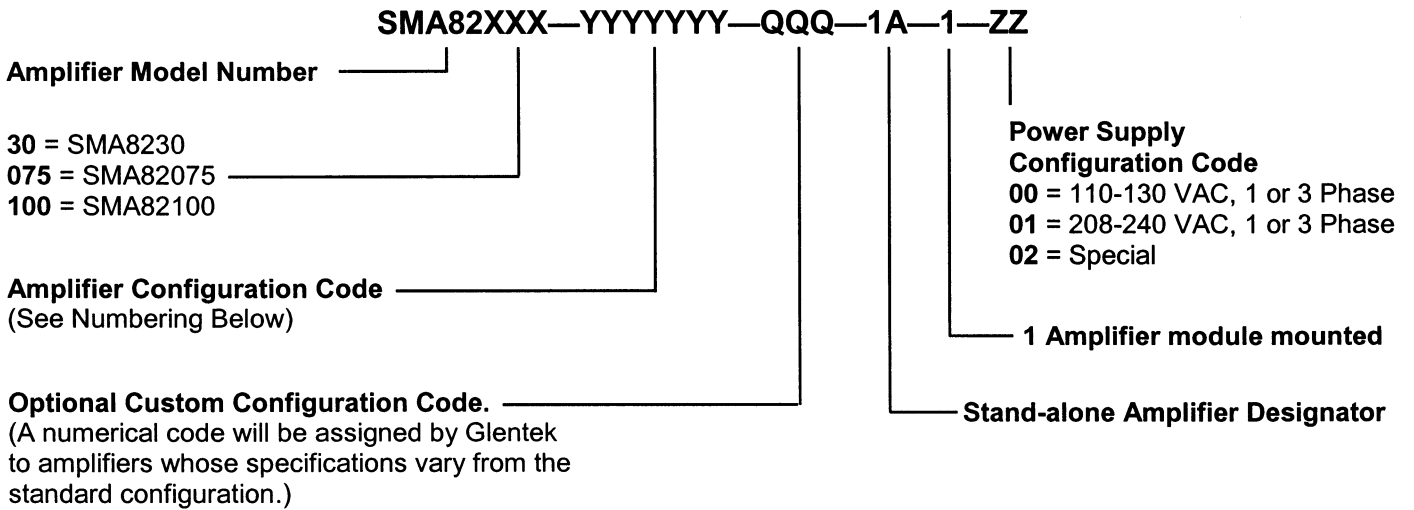 SMA82XXX—YYYYYYY—QQQ—1A—1—ZZ
Amplifier Model Number
30 = SMA8230
075 = SMA82075
100 = SMA82100
Amplifier Configuration Code
(See Numbering Below)
Optional Custom Configuration Code.
(A numerical code will be assigned by Glentek
to amplifiers whose specifications vary from the
standard configuration.)
Power Supply
Configuration Code
00 = 110-130 VAC, 1 or 3 Phase
01 = 208-240 VAC, 1 or 3 Phase
02 = Special
1 Amplifier module mounted
Stand-alone Amplifier Designator